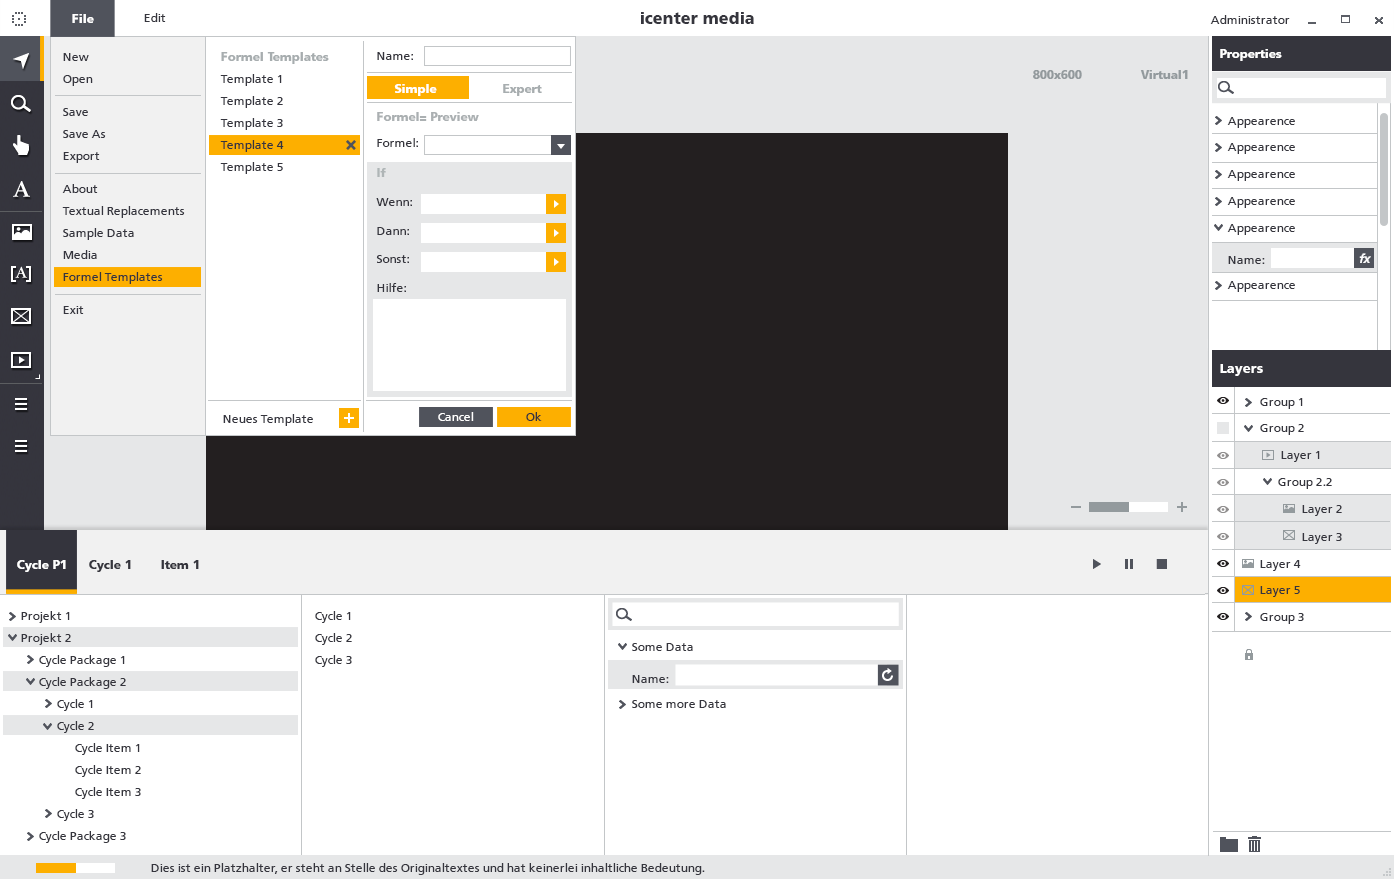 File
Edit
icenter media
Administrator
New
Open
Save
Save As
Export
About
Textual Replacements
Sample Data
Media
Formel Templates
Exit
Formel Templates
Template 1
Template 2
Template 3
Template 4
Template 5
Neues Template
Name:
Simple
Expert
Formel= Preview
Formel:
If
Wenn:
Dann:
Sonst:
Hilfe:
Cancel
Ok
800x600
Virtual1
Properties
Appearence
Appearence
Appearence
Appearence
Appearence
Name:
fx
Appearence
Layers
Group 1
Group 2
Layer 1
Group 2.2
Layer 2
Layer 3
Layer 4
Layer 5
Group 3
A
[A]
Cycle P1
Cycle 1
Item 1
Projekt 1
Projekt 2
Cycle Package 1
Cycle Package 2
Cycle 1
Cycle 2
Cycle Item 1
Cycle Item 2
Cycle Item 3
Cycle 3
Cycle Package 3
Cycle 1
Cycle 2
Cycle 3
Some Data
Name:
Some more Data
Dies ist ein Platzhalter, er steht an Stelle des Originaltextes und hat keinerlei inhaltliche Bedeutung.